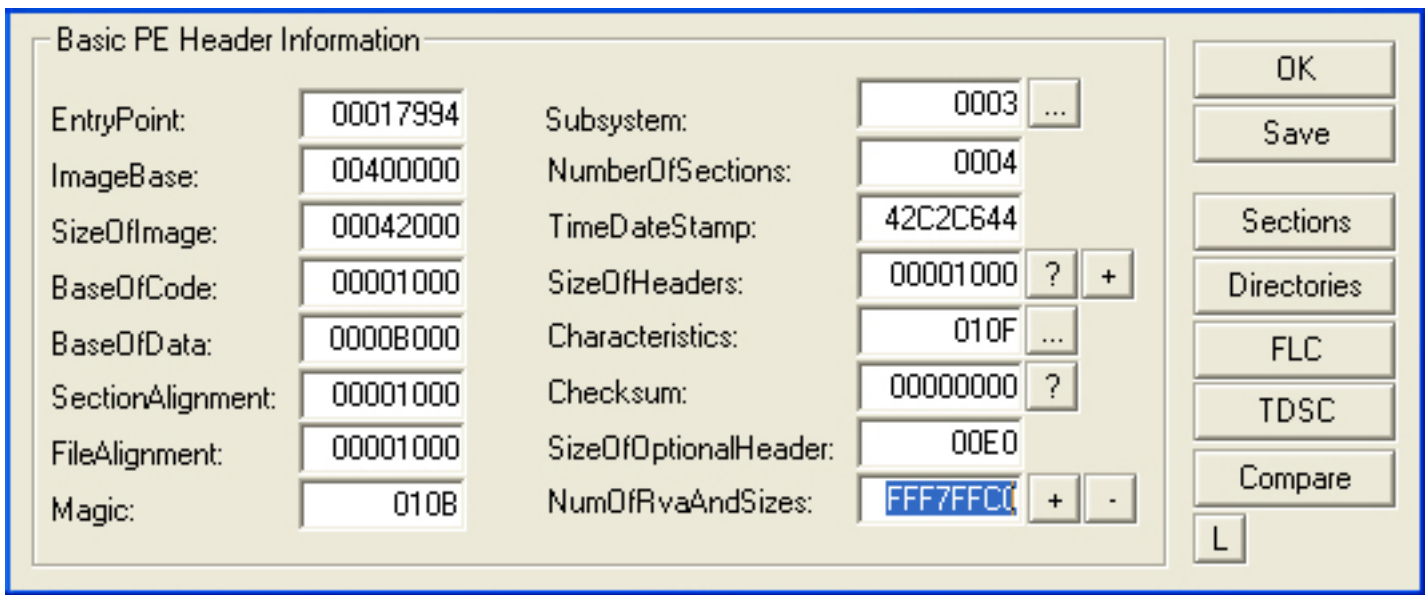 Basic PE Header Information
EntryPoint: 00017994
ImageBase: 00400000
SizeOfImage: 00042000
BaseOfCode: 00001000
BaseOfData: 0000B000
SectionAlignment: 00001000
FileAlignment: 00001000
Magic: 010B
Subsystem: 0003 ...
NumberOfSections: 0004
TimeDateStamp: 42C2C644
SizeOfHeaders: 00001000 ? +
Characteristics: 010F ...
Checksum: 00000000 ?
SizeOfOptionalHeader: 00E0
NumOfRvaAndSizes: FFF7FFC0 + -
OK
Save
Sections
Directories
FLC
TDSC
Compare
L